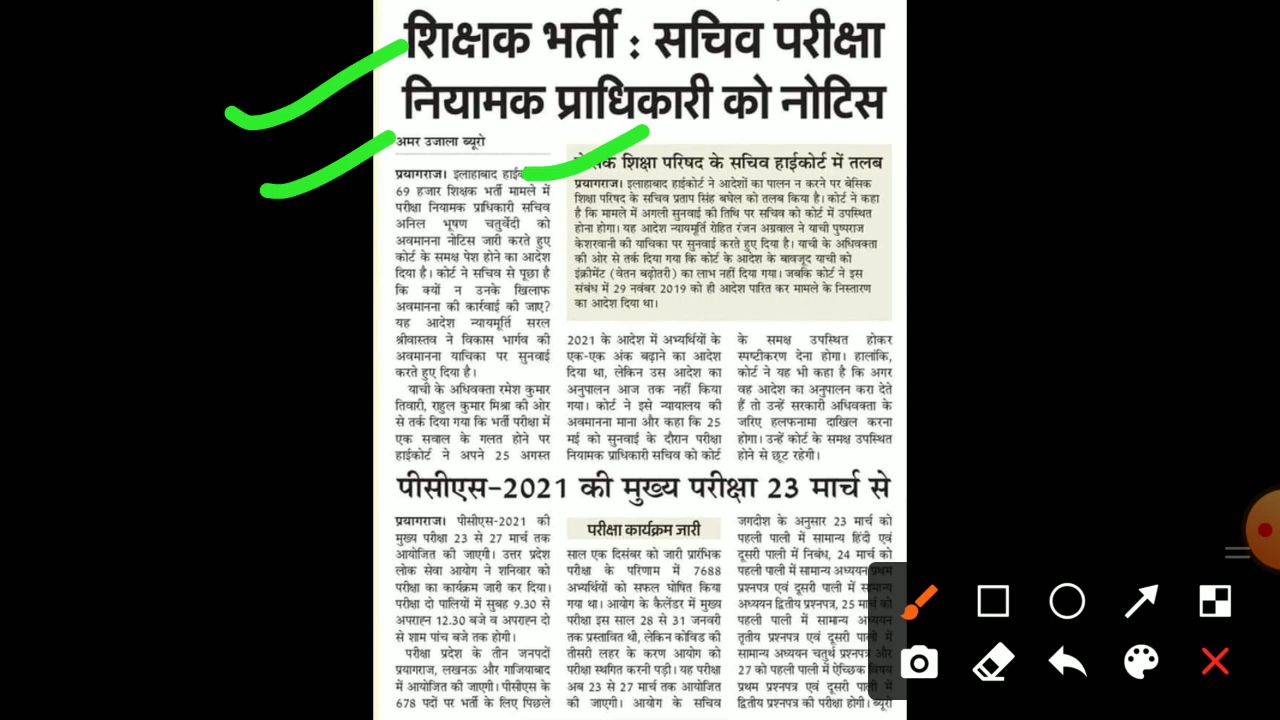 शिक्षक भर्ती : सचिव परीक्षा
नियामक प्राधिकारी को नोटिस
अमर उजाला ब्यूरो
प्रयागराज। इलाहाबाद
69 हजार शिक्षक भर्ती मामले में
परीक्षा नियामक प्राधिकारी सचिव
अनिल भूषण चतुर्वेदी को
अवमानना नोटिस जारी करते हुए
कोर्ट के समक्ष पेश होने का आदेश
दिया है। कोर्ट ने सचिव से पूछा है
कि क्यों न उनके खिलाफ
अवमानना की कार्रवाई की जाए?
यह आदेश न्यायमूर्ति सरल
श्रीवास्तव ने विकास भार्गव की
अवमानना याचिका पर सुनवाई
करते हुए दिया है।
याची के अधिवक्ता रमेश कुमार
तिवारी, राहुल कुमार मिश्रा की ओर
से तर्क दिया गया कि भर्ती परीक्षा में
एक सवाल के गलत होने पर
हाईकोर्ट ने अपने 25 अगस्त
शिक्षा परिषद के सचिव हाईकोर्ट में तलब
प्रयागराज। इलाहाबाद हाईकोर्ट ने आदेशों का पालन न करने पर बेसिक
शिक्षा परिषद के सचिव प्रताप सिंह बघेल को तलब किया है। कोर्ट ने कहा
है कि मामले में अगली सुनवाई की तिथि पर सचिव को कोर्ट में उपस्थित
होना होगा। यह आदेश न्यायमूर्ति रोहित रंजन अग्रवाल ने याची पुष्पराज
केशरवानी की याचिका पर सुनवाई करते हुए दिया है। याची के अधिवक्ता
की ओर से तर्क दिया गया कि कोर्ट के आदेश के बावजूद याची को
इंक्रीमेंट (वेतन बढ़ोतरी) का लाभ नहीं दिया गया। जबकि कोर्ट ने इस
संबंध में 29 नवंबर 2019 को ही आदेश पारित कर मामले के निस्तारण
का आदेश दिया था।
2021 के आदेश में अभ्यर्थियों के
एक-एक अंक बढ़ाने का आदेश
दिया था, लेकिन उस आदेश का
अनुपालन आज तक नहीं किया
गया। कोर्ट ने इसे न्यायालय की
अवमानना माना और कहा कि 25
मई को सुनवाई के दौरान परीक्षा
नियामक प्राधिकारी सचिव को कोर्ट
के समक्ष उपस्थित होकर
स्पष्टीकरण देना होगा। हालांकि,
कोर्ट ने यह भी कहा है कि अगर
वह आदेश का अनुपालन करा देते
हैं तो उन्हें सरकारी अधिवक्ता के
जरिए हलफनामा दाखिल करना
होगा। उन्हें कोर्ट के समक्ष उपस्थित
होने से छूट रहेगी।
पीसीएस-2021 की मुख्य परीक्षा 23 मार्च से
प्रयागराज। पीसीएस-2021 की
मुख्य परीक्षा 23 से 27 मार्च तक
आयोजित की जाएगी। उत्तर प्रदेश
लोक सेवा आयोग ने शनिवार को
परीक्षा का कार्यक्रम जारी कर दिया।
परीक्षा दो पालियों में सुबह 9.30 से
अपराह्न 12.30 बजे व अपराह्न दो
से शाम पांच बजे तक होगी।
परीक्षा प्रदेश के तीन जनपदों
प्रयागराज, लखनऊ और गाजियाबाद
में आयोजित की जाएगी। पीसीएस के
678 पदों पर भर्ती के लिए पिछले
परीक्षा कार्यक्रम जारी
साल एक दिसंबर को जारी प्रारंभिक
परीक्षा के परिणाम में 7688
अभ्यर्थियों को सफल घोषित किया
गया था। आयोग के कैलेंडर में मुख्य
परीक्षा इस साल 28 से 31 जनवरी
तक प्रस्तावित थी, लेकिन कोविड की
तीसरी लहर के करण आयोग को
परीक्षा स्थगित करनी पड़ी। यह परीक्षा
अब 23 से 27 मार्च तक आयोजित
की जाएगी। आयोग के सचिव
जगदीश के अनुसार 23 मार्च को
पहली पाली में सामान्य हिंदी एवं
दूसरी पाली में निबंध, 24 मार्च को
पहली पाली में सामान्य अध्ययन प्रथम
प्रश्नपत्र एवं दूसरी पाली में सामान्य
अध्ययन द्वितीय प्रश्नपत्र, 25 मार्च को
पहली पाली में सामान्य अध्ययन
तृतीय प्रश्नपत्र एवं दूसरी पाली में
सामान्य अध्ययन चतुर्थ प्रश्नपत्र और
27 को पहली पाली में ऐच्छिक विषय
प्रथम प्रश्नपत्र एवं दूसरी पाली में
द्वितीय प्रश्नपत्र की परीक्षा होगी। ब्यूरो